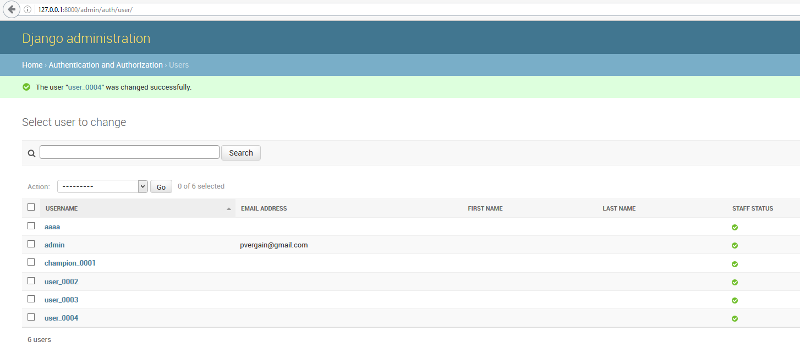 127.0.0.1:8000/admin/auth/user/
Django administration
Home › Authentication and Authorization › Users
The user "user_0004" was changed successfully.
Select user to change
Search
Action: --------- Go 0 of 6 selected
USERNAME EMAIL ADDRESS FIRST NAME LAST NAME STAFF STATUS
aaaa
admin pvergain@gmail.com
champion_0001
user_0002
user_0003
user_0004
6 users